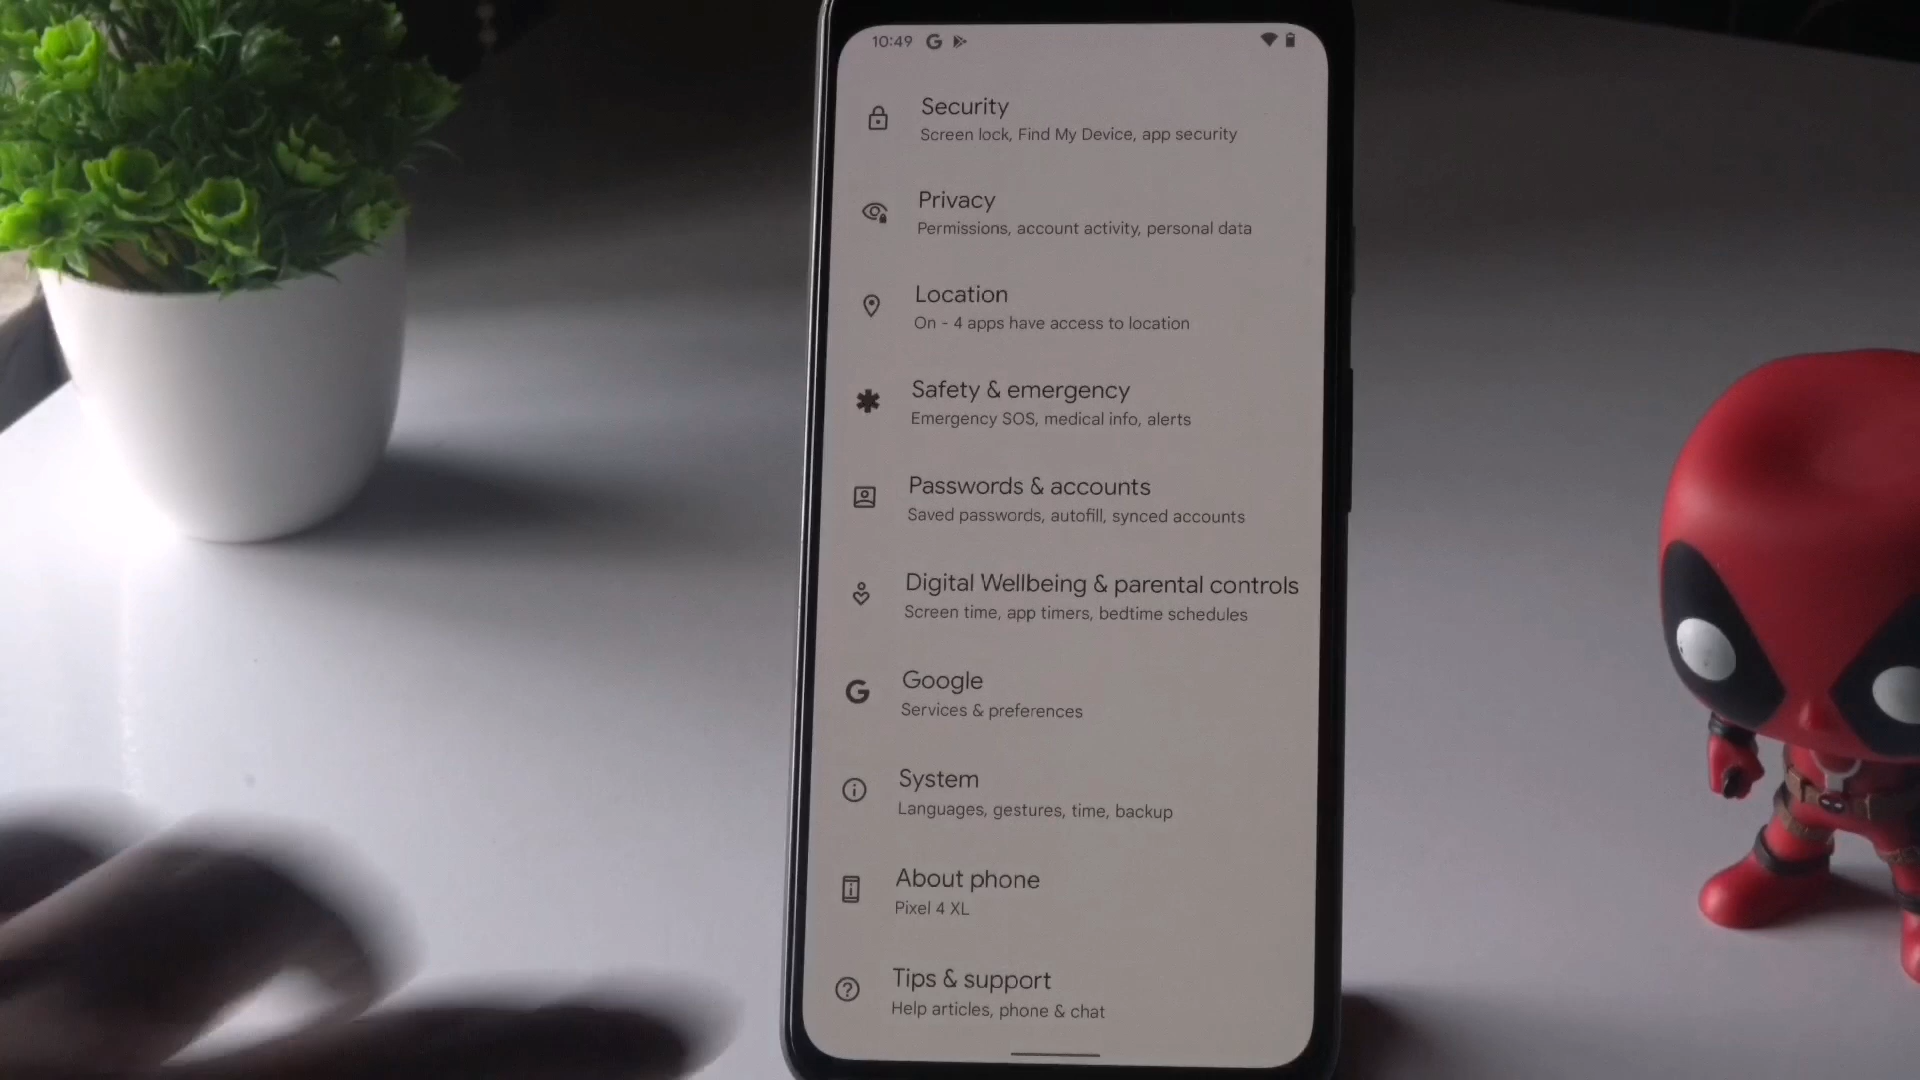 10:49
Security
Screen lock, Find My Device, app security
Privacy
Permissions, account activity, personal data
Location
On - 4 apps have access to location
Safety & emergency
Emergency SOS, medical info, alerts
Passwords & accounts
Saved passwords, autofill, synced accounts
Digital Wellbeing & parental controls
Screen time, app timers, bedtime schedules
Google
Services & preferences
System
Languages, gestures, time, backup
About phone
Pixel 4 XL
Tips & support
Help articles, phone & chat